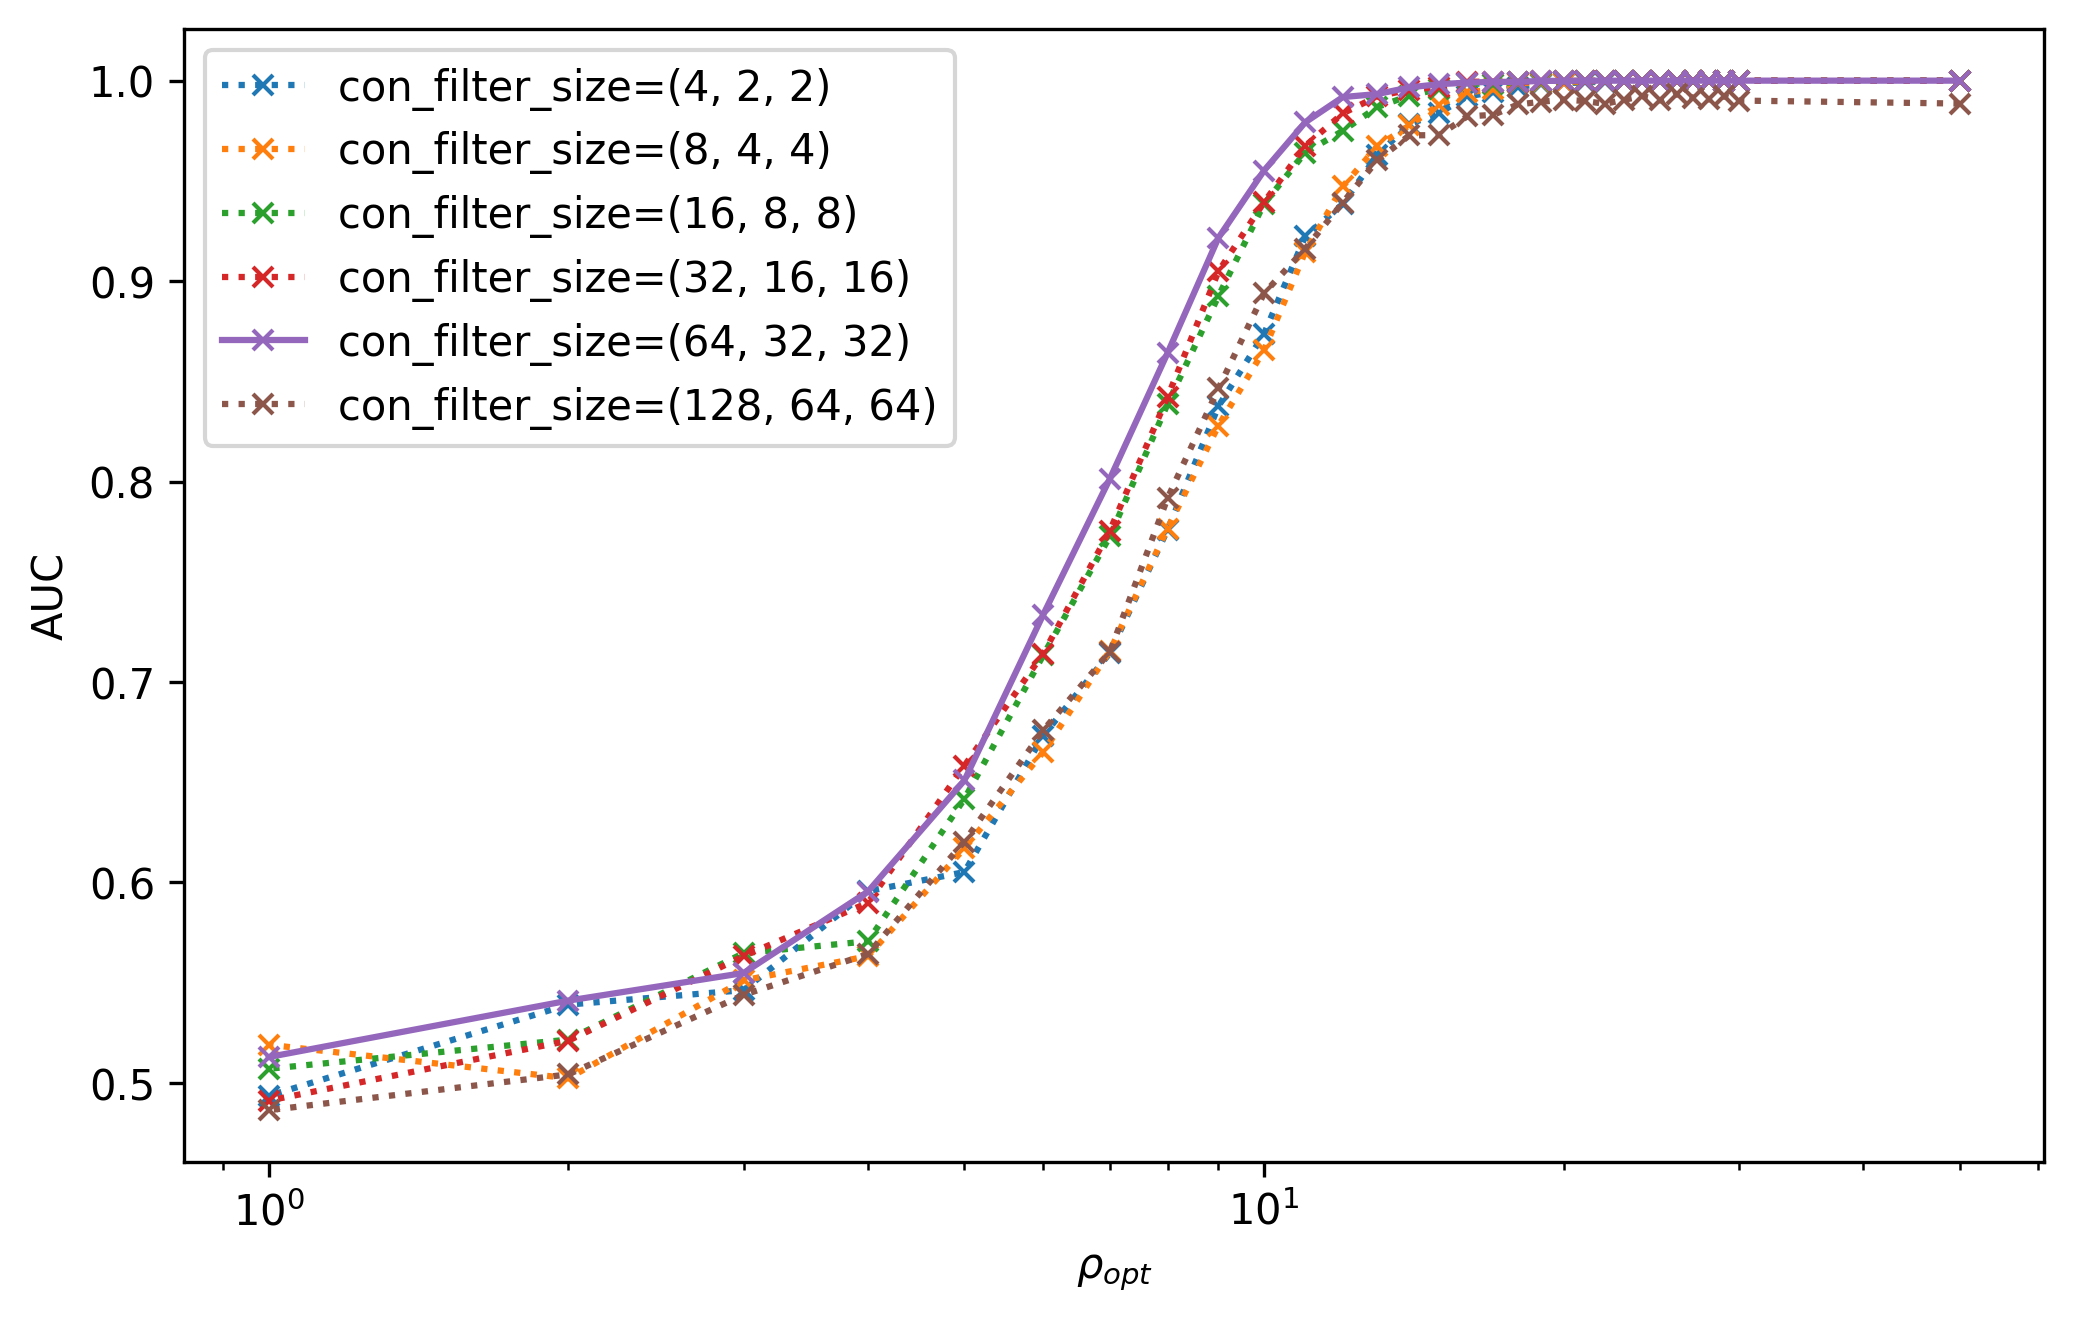 con_filter_size=(4, 2, 2)
con_filter_size=(8, 4, 4)
con_filter_size=(16, 8, 8)
con_filter_size=(32, 16, 16)
con_filter_size=(64, 32, 32)
con_filter_size=(128, 64, 64)
1.0
0.9
0.8
0.7
0.6
0.5
AUC
10⁰ 10¹
ρₒₚₜ